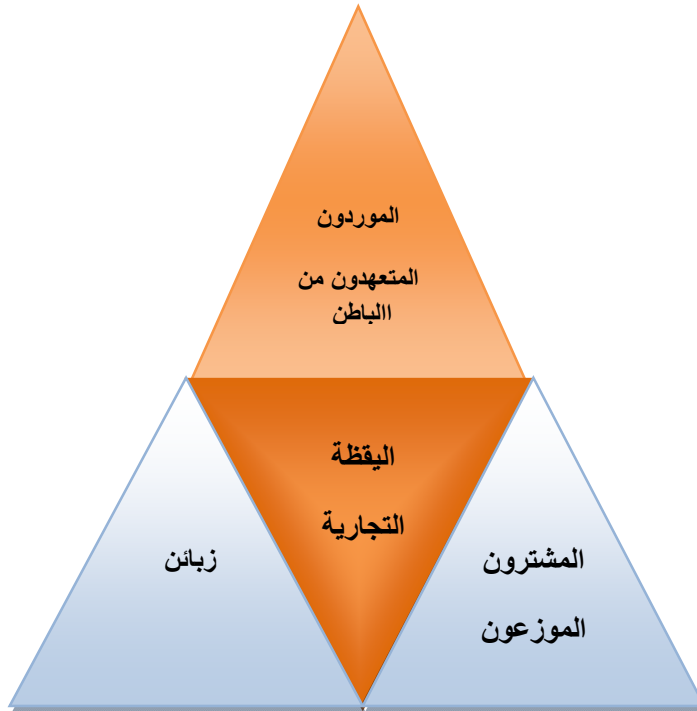 الموردون
المتعهدون من
االباطن
اليقظة
التجارية
المشترون
الموزعون
زبائن